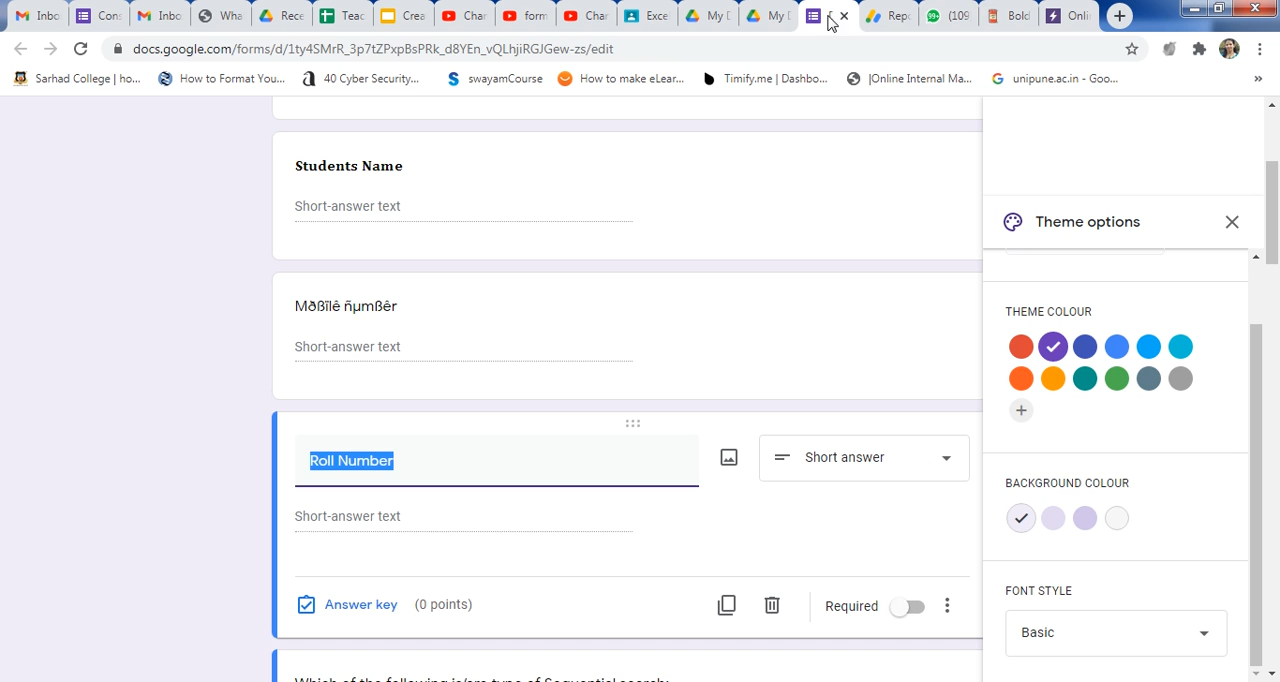 Inbo Cons Inbo Wha Rece Teac Crea Cha form Char Exce My D My D Repo (109 Bold Onli
docs.google.com/forms/d/1ty4SMrR_3p7tZPxpBsPRk_d8YEn_vQLhjiRGJGew-zs/edit
Sarhad College | ho... How to Format You... 40 Cyber Security... swayamCourse How to make eLear... Timify.me | Dashbo... |Online Internal Ma... unipune.ac.in - Goo... »
Students Name
Short-answer text
Mðßîlê ñµmßêr
Short-answer text
Roll Number
Short answer
Short-answer text
Answer key (0 points)
Required
Theme options
THEME COLOUR
BACKGROUND COLOUR
FONT STYLE
Basic